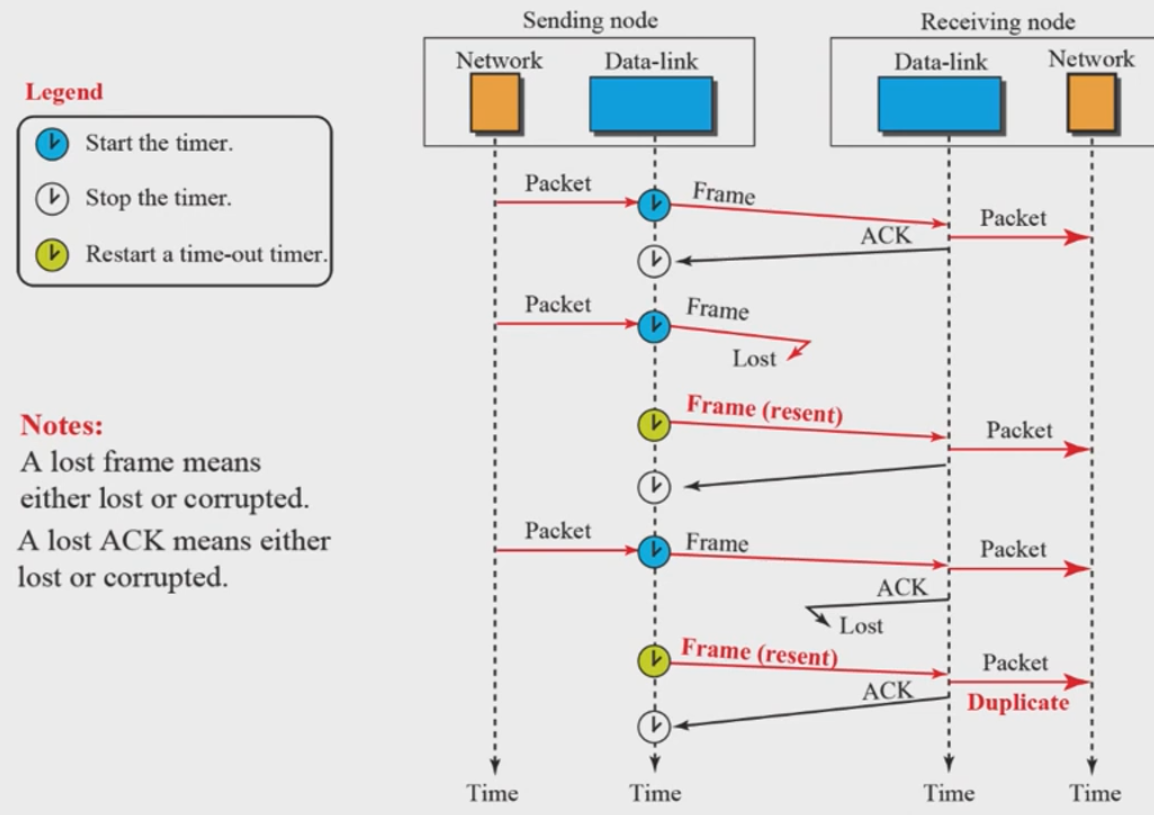 Sending node
Receiving node
Network
Data-link
Data-link
Network
Legend
Start the timer.
Stop the timer.
Restart a time-out timer.
Packet
Frame
Packet
ACK
Packet
Frame
Lost
Frame (resent)
Packet
Notes:
A lost frame means
either lost or corrupted.
A lost ACK means either
lost or corrupted.
Packet
Frame
Packet
ACK
Lost
Frame (resent)
Packet
ACK
Duplicate
Time
Time
Time
Time